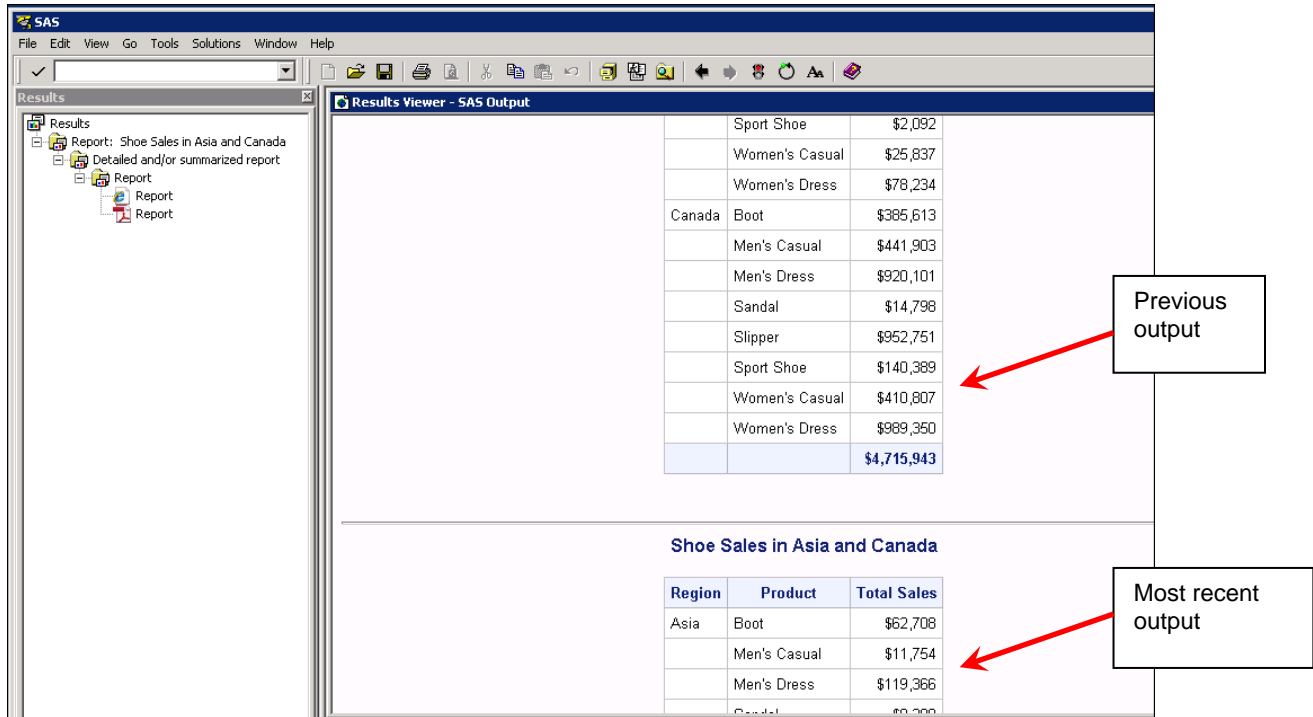 SAS
File Edit View Go Tools Solutions Window Help
Results
Results
Report: Shoe Sales in Asia and Canada
Detailed and/or summarized report
Report
Report
Report
Results Viewer - SAS Output
Sport Shoe $2,092
Women's Casual $25,837
Women's Dress $78,234
Canada Boot $385,613
Men's Casual $441,903
Men's Dress $920,101
Sandal $14,798
Slipper $952,751
Sport Shoe $140,389
Women's Casual $410,807
Women's Dress $989,350
$4,715,943
Previous
output
Shoe Sales in Asia and Canada
Region Product Total Sales
Asia Boot $62,708
Men's Casual $11,754
Men's Dress $119,366
Most recent
output